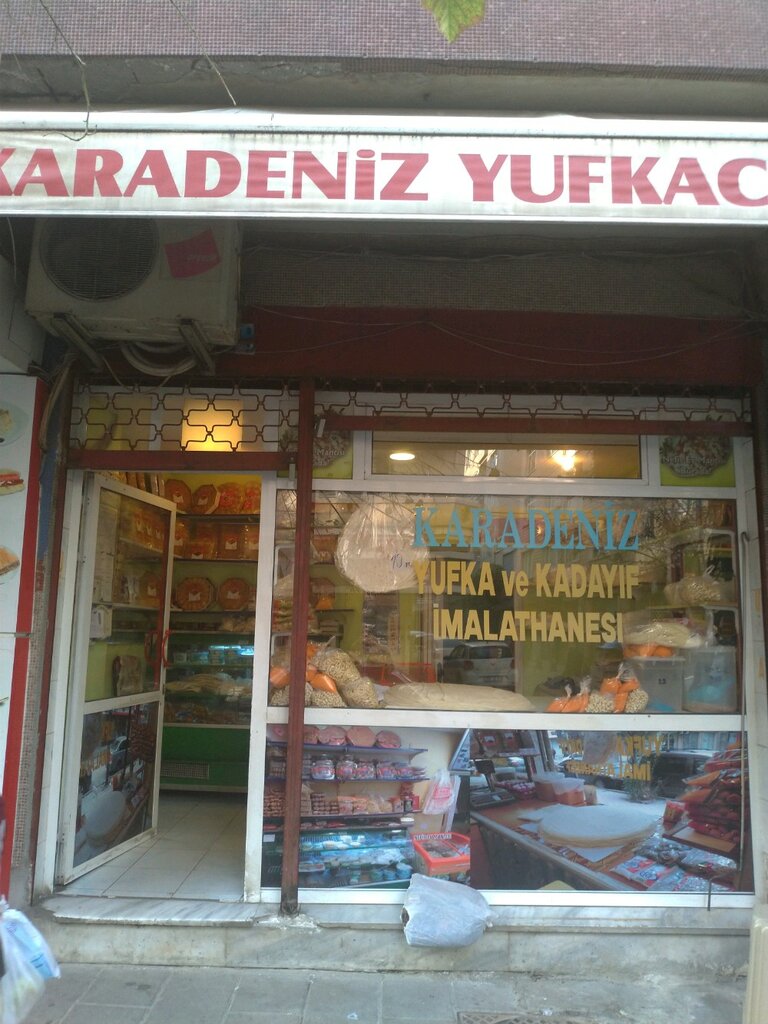 KARADENİZ YUFKAC
KARADENİZ
YUFKA ve KADAYIF
İMALATHANESİ